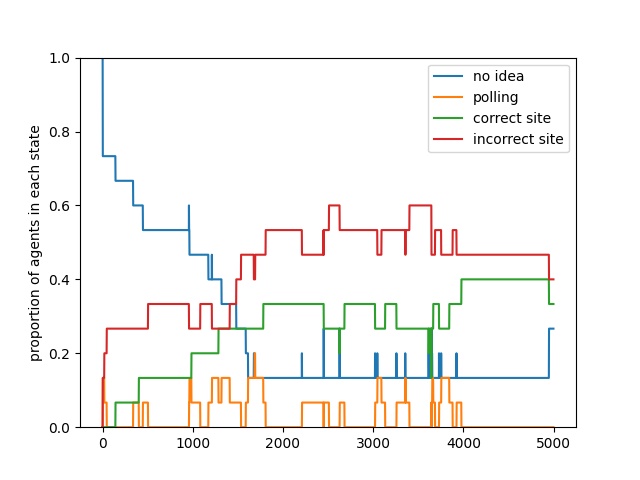 proportion of agents in each state
1.0
0.8
0.6
0.4
0.2
0.0
0
1000
2000
3000
4000
5000
no idea
polling
correct site
incorrect site